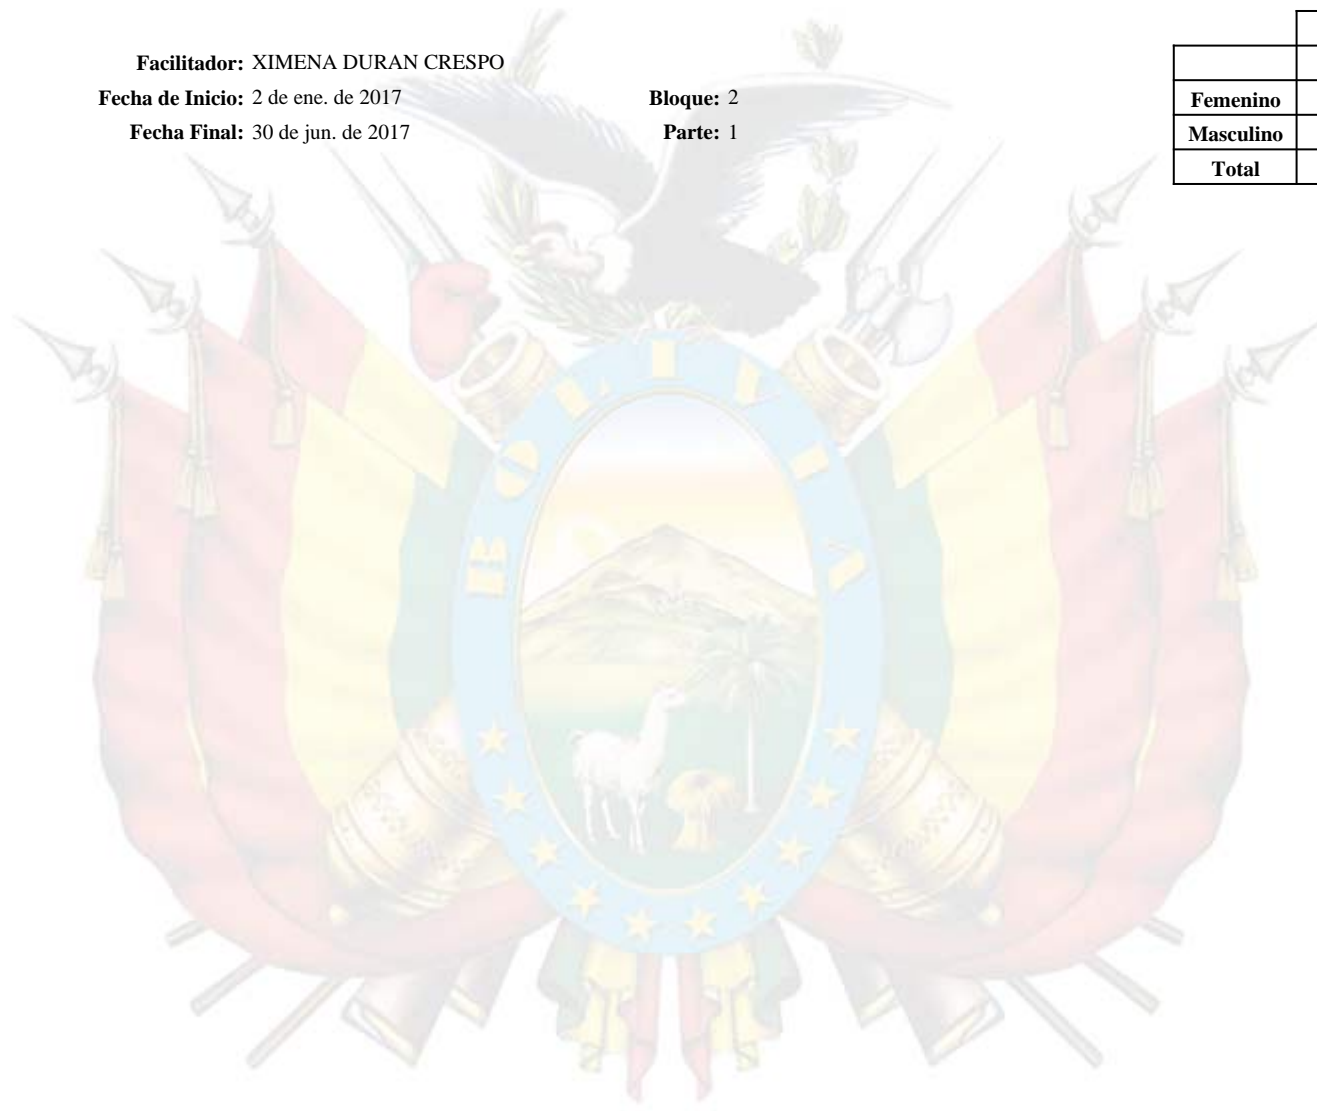 Facilitador: XIMENA DURAN CRESPO
Fecha de Inicio: 2 de ene. de 2017 Bloque: 2
Fecha Final: 30 de jun. de 2017 Parte: 1
Femenino
Masculino
Total
BOLIVIA